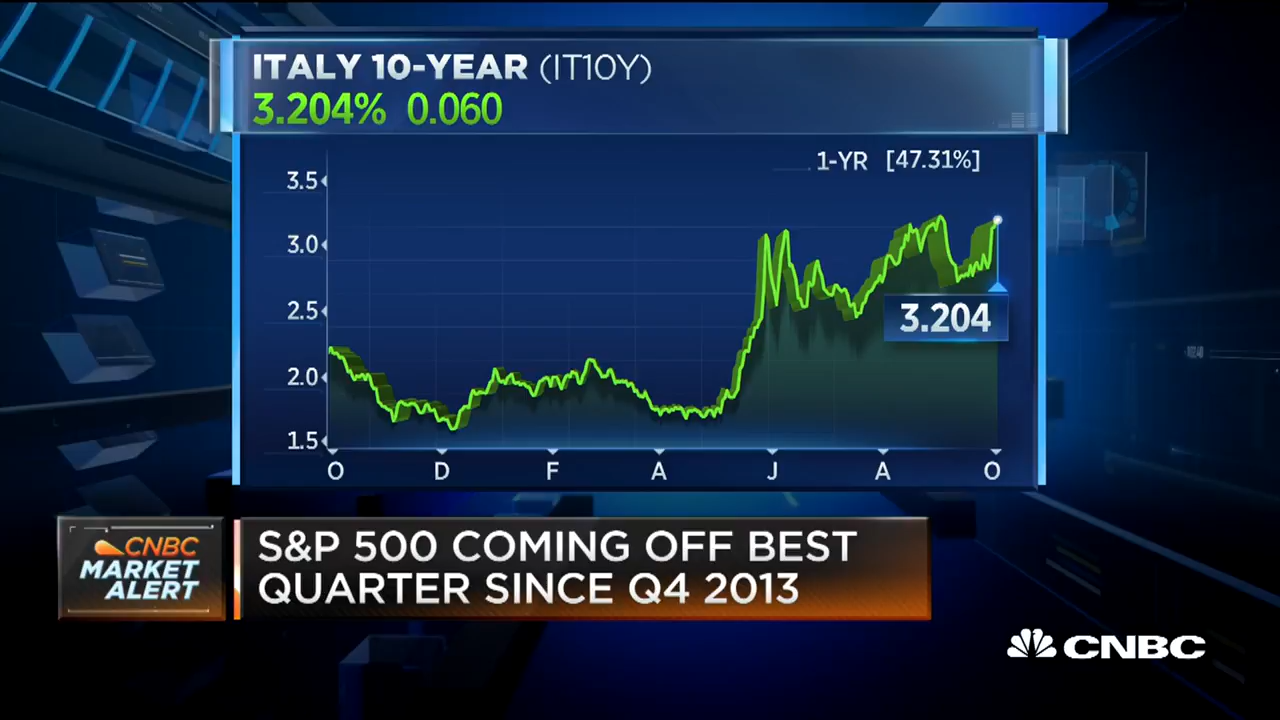 ITALY 10-YEAR (IT10Y)
3.204% 0.060
1-YR [47.31%]
3.5
3.0
2.5
2.0
1.5
3.204
O D F A J A O
CNBC
MARKET
ALERT
S&P 500 COMING OFF BEST
QUARTER SINCE Q4 2013
CNBC